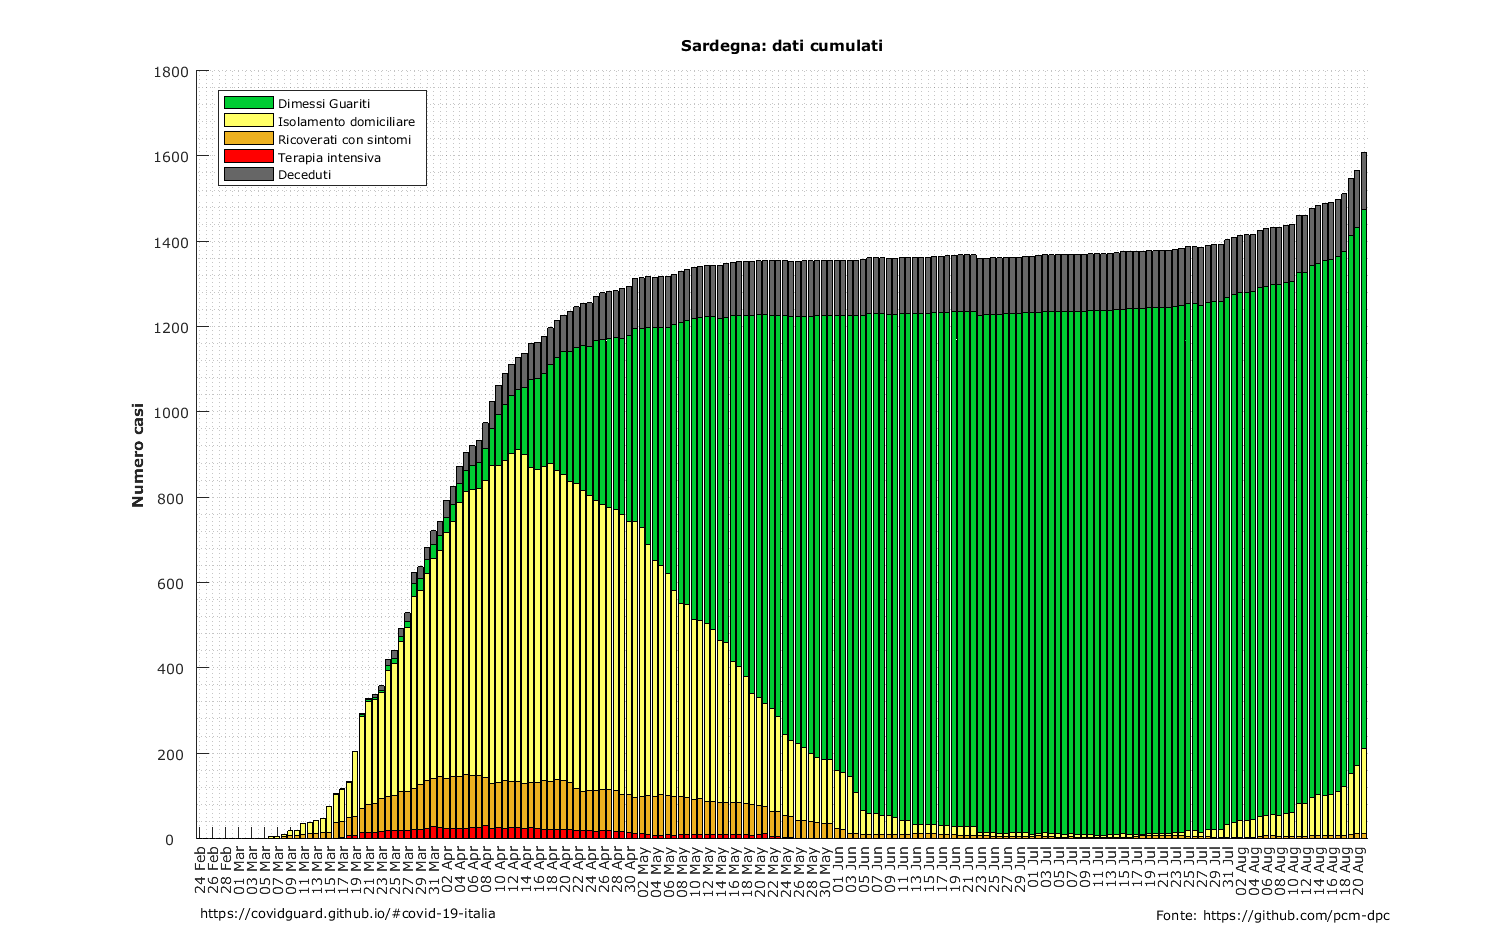 Sardegna: dati cumulati
Numero casi
1800
1600
1400
1200
1000
800
600
400
200
0
Dimessi Guariti
Isolamento domiciliare
Ricoverati con sintomi
Terapia intensiva
Deceduti
24 Feb
26 Feb
28 Feb
01 Mar
03 Mar
05 Mar
07 Mar
09 Mar
11 Mar
13 Mar
15 Mar
17 Mar
19 Mar
21 Mar
23 Mar
25 Mar
27 Mar
29 Mar
31 Mar
02 Apr
04 Apr
06 Apr
08 Apr
10 Apr
12 Apr
14 Apr
16 Apr
18 Apr
20 Apr
22 Apr
24 Apr
26 Apr
28 Apr
30 Apr
02 May
04 May
06 May
08 May
10 May
12 May
14 May
16 May
18 May
20 May
22 May
24 May
26 May
28 May
30 May
01 Jun
03 Jun
05 Jun
07 Jun
09 Jun
11 Jun
13 Jun
15 Jun
17 Jun
19 Jun
21 Jun
23 Jun
25 Jun
27 Jun
29 Jun
01 Jul
03 Jul
05 Jul
07 Jul
09 Jul
11 Jul
13 Jul
15 Jul
17 Jul
19 Jul
21 Jul
23 Jul
25 Jul
27 Jul
29 Jul
31 Jul
02 Aug
04 Aug
06 Aug
08 Aug
10 Aug
12 Aug
14 Aug
16 Aug
18 Aug
20 Aug
https://covidguard.github.io/#covid-19-italia
Fonte: https://github.com/pcm-dpc